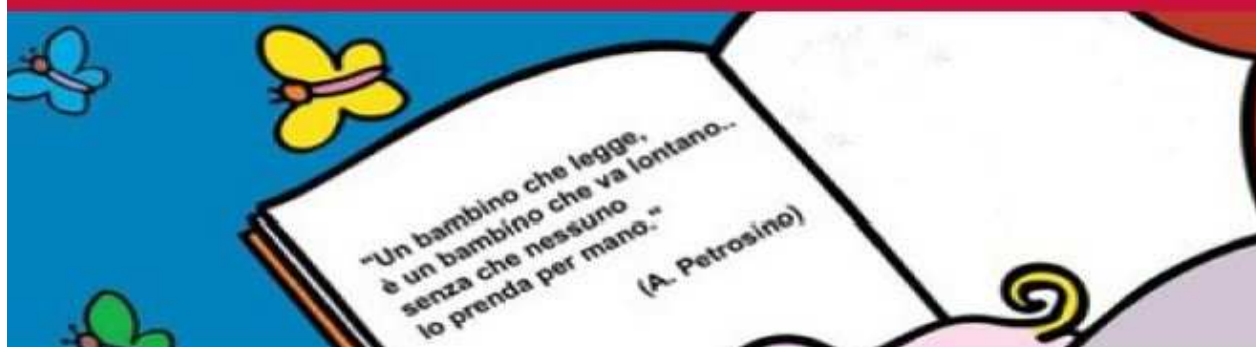 "Un bambino che legge,
è un bambino che va lontano..
senza che nessuno
lo prenda per mano."
(A. Petrosino)